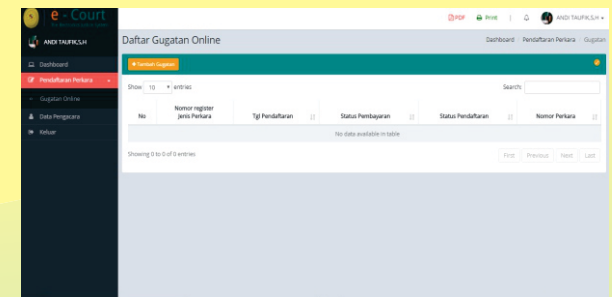 e - Court
PDF Print ANDI TAUFIK,S.H
ANDI TAUFIK,S.H
Daftar Gugatan Online
Dashboard Pendaftaran Perkara Gugatan
Dashboard
Pendaftaran Perkara
Gugatan Online
Data Pengacara
Keluar
+Tambah Gugatan
Show 10 entries Search:
No Nomor register Jenis Perkara Tgl Pendaftaran Status Pembayaran Status Pendaftaran Nomor Perkara
No data available in table
Showing 0 to 0 of 0 entries First Previous Next Last